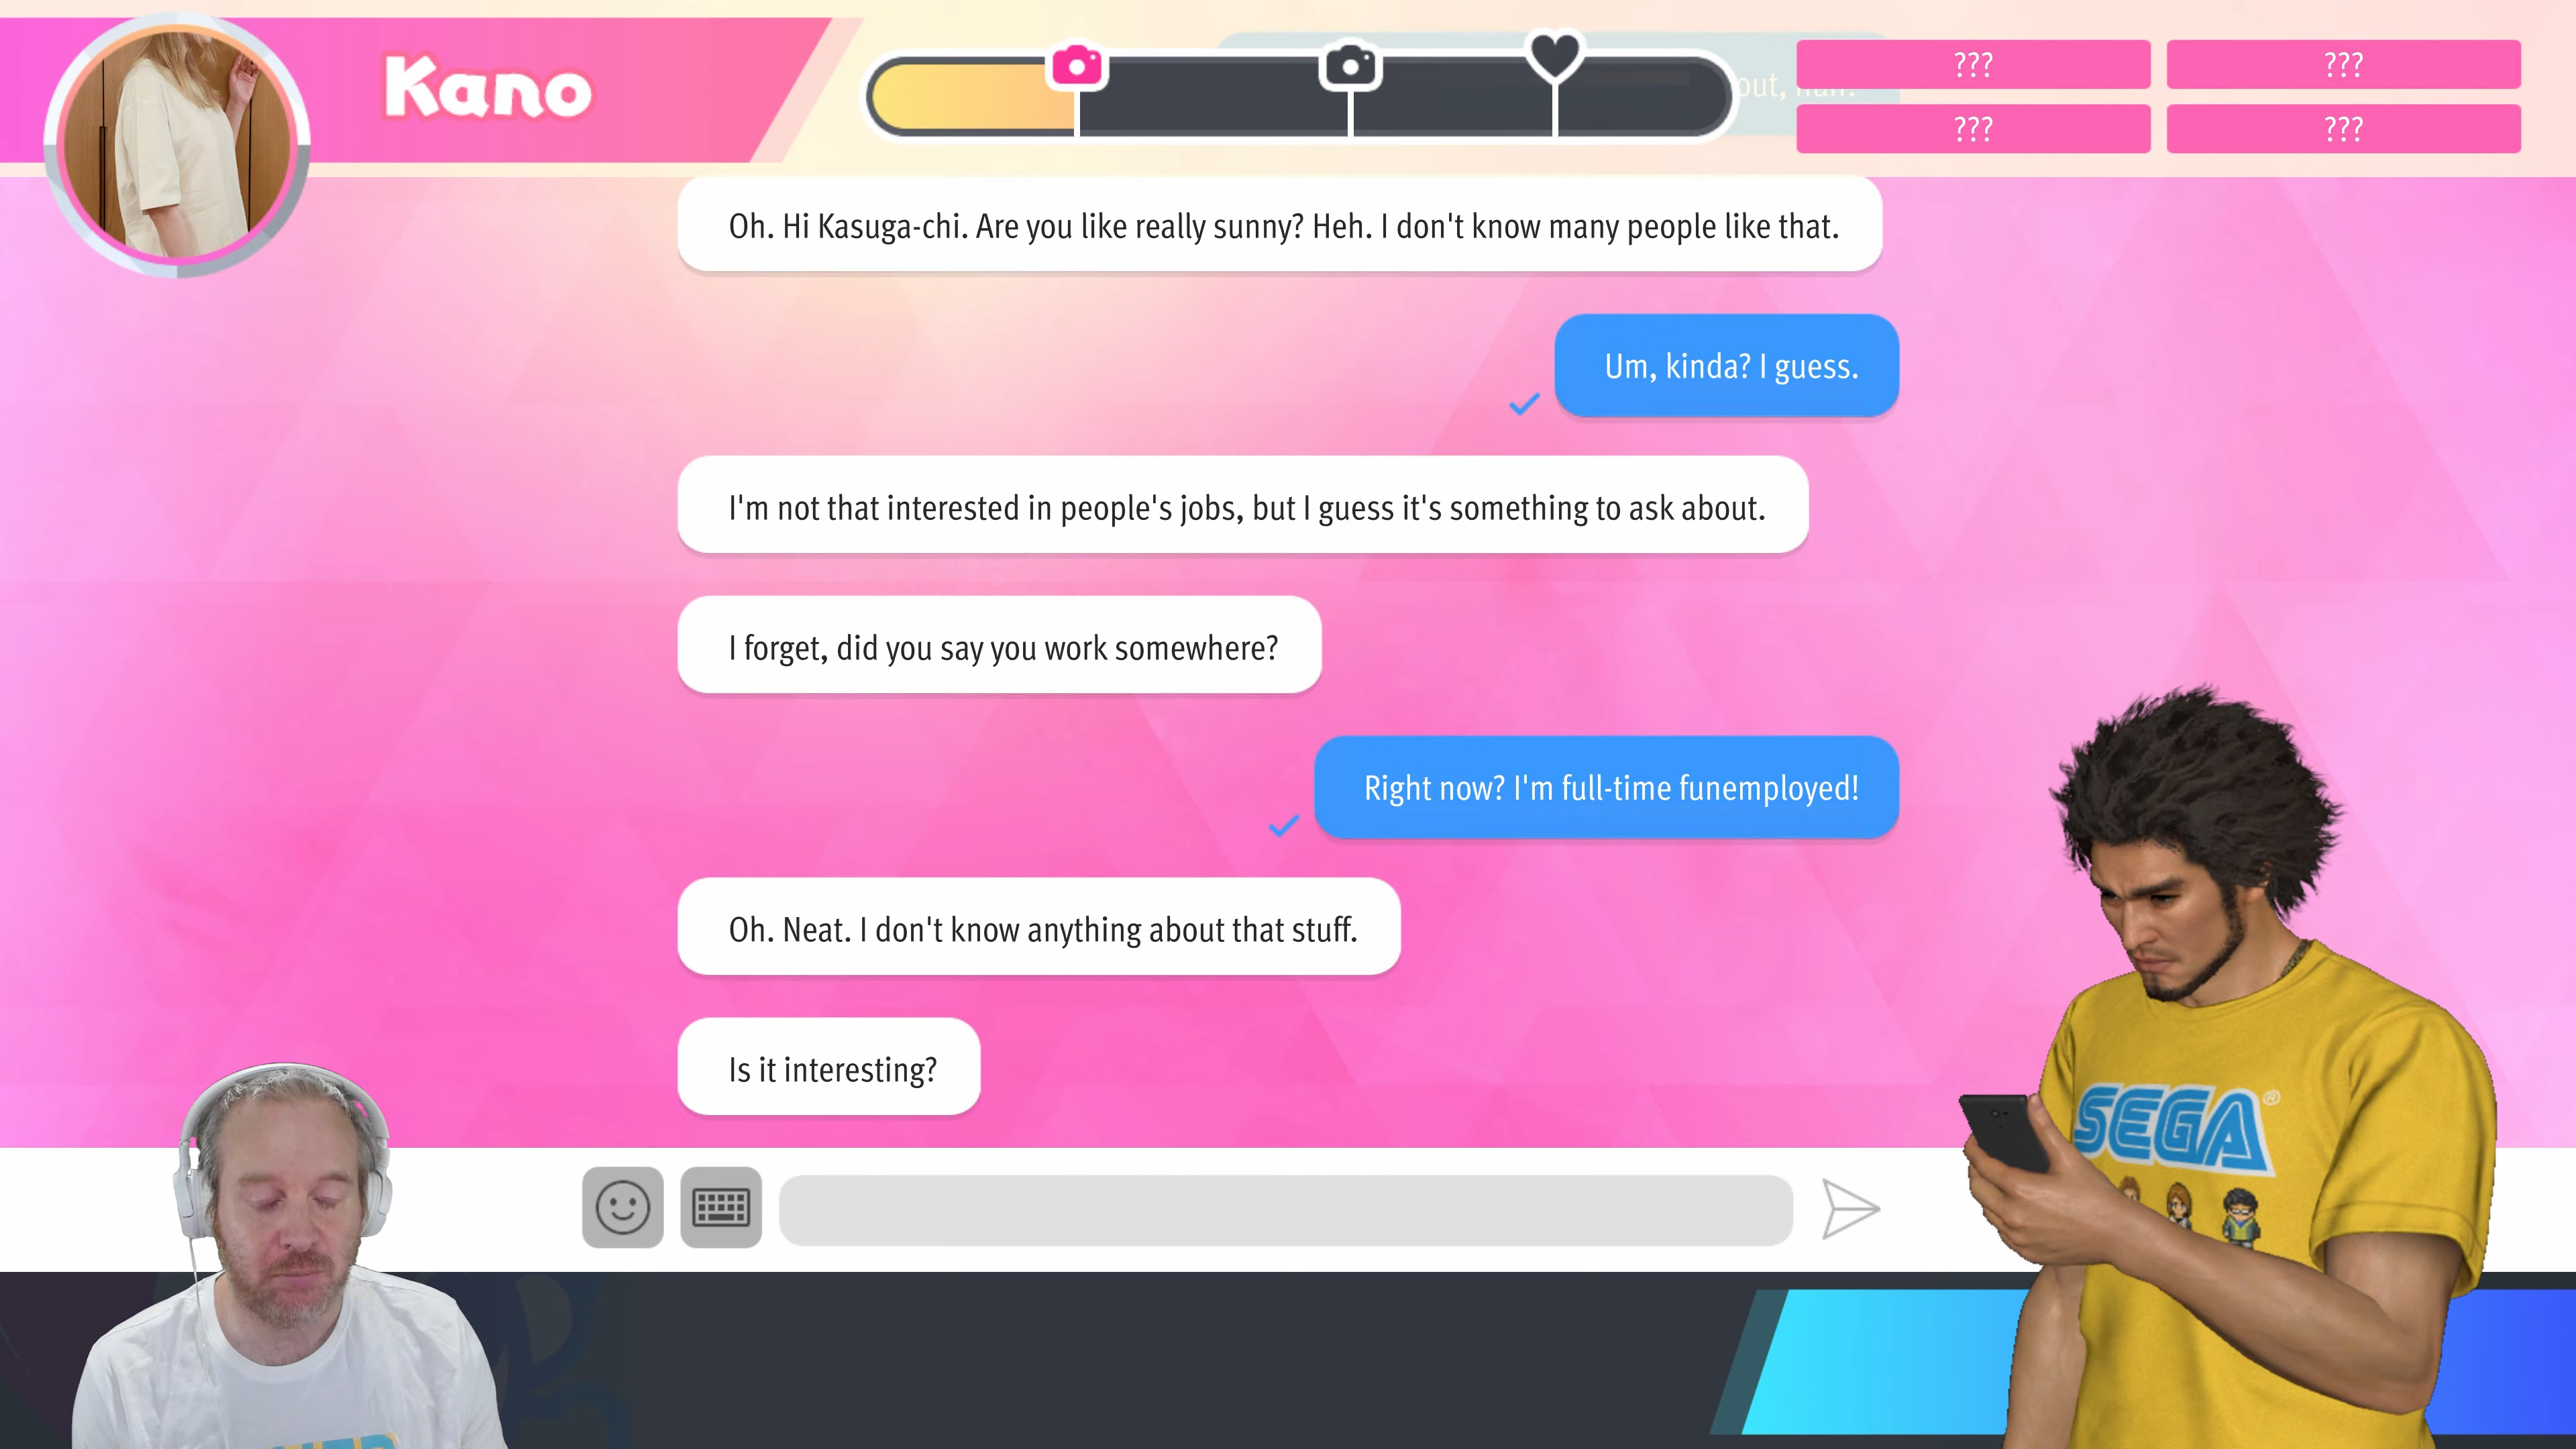 Kano
out,
???
???
???
???
Oh. Hi Kasuga-chi. Are you like really sunny? Heh. I don't know many people like that.
Um, kinda? I guess.
I'm not that interested in people's jobs, but I guess it's something to ask about.
I forget, did you say you work somewhere?
Right now? I'm full-time funemployed!
Oh. Neat. I don't know anything about that stuff.
Is it interesting?
SEGA®